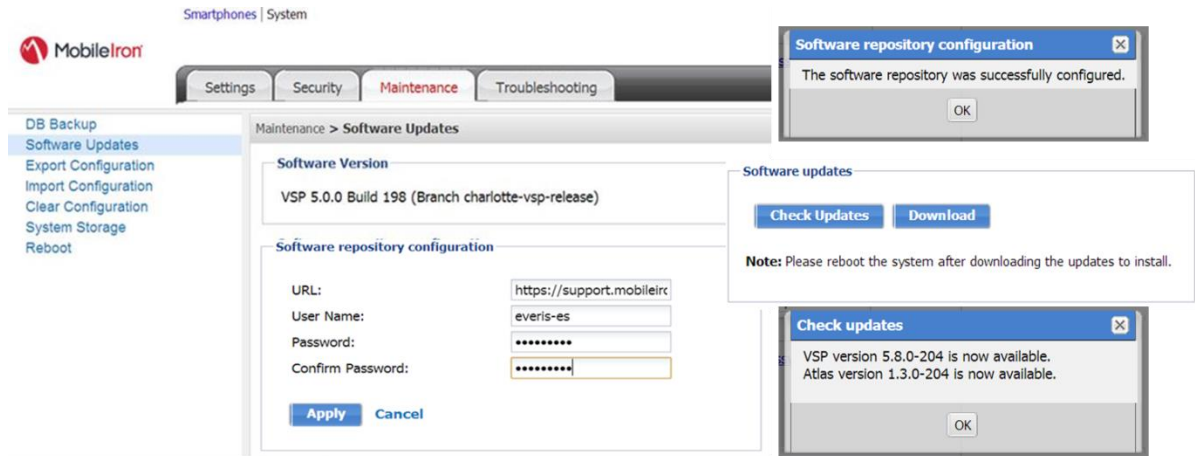 Smartphones | System
MobileIron
Settings
Security
Maintenance
Troubleshooting
DB Backup
Software Updates
Export Configuration
Import Configuration
Clear Configuration
System Storage
Reboot
Maintenance > Software Updates
Software Version
VSP 5.0.0 Build 198 (Branch charlotte-vsp-release)
Software repository configuration
URL:
https://support.mobileirc
User Name:
everis-es
Password:
•••••••••
Confirm Password:
•••••••••
Apply
Cancel
Software repository configuration
The software repository was successfully configured.
OK
Software updates
Check Updates
Download
Note: Please reboot the system after downloading the updates to install.
Check updates
VSP version 5.8.0-204 is now available.
Atlas version 1.3.0-204 is now available.
OK